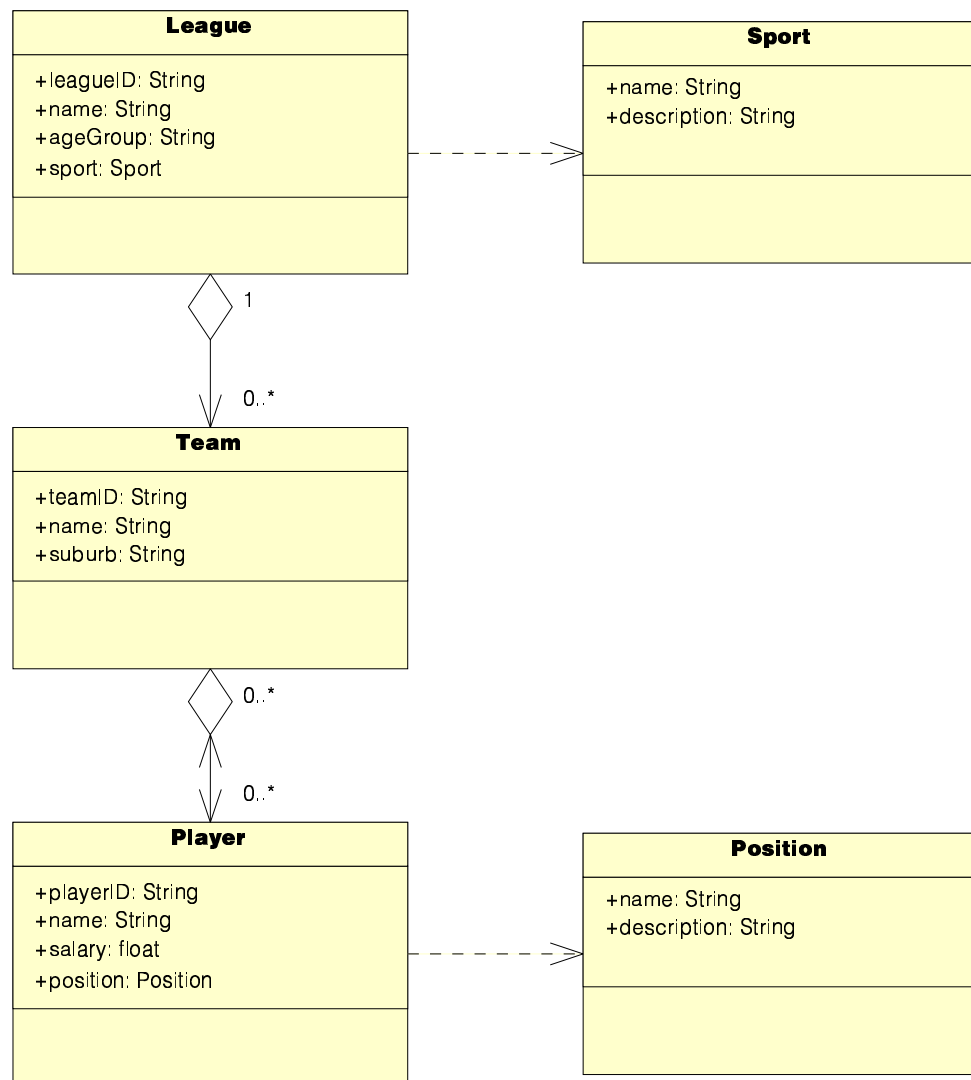 League
+leagueID: String
+name: String
+ageGroup: String
+sport: Sport
Sport
+name: String
+description: String
1
0..*
Team
+teamID: String
+name: String
+suburb: String
0..*
0..*
Player
+playerID: String
+name: String
+salary: float
+position: Position
Position
+name: String
+description: String